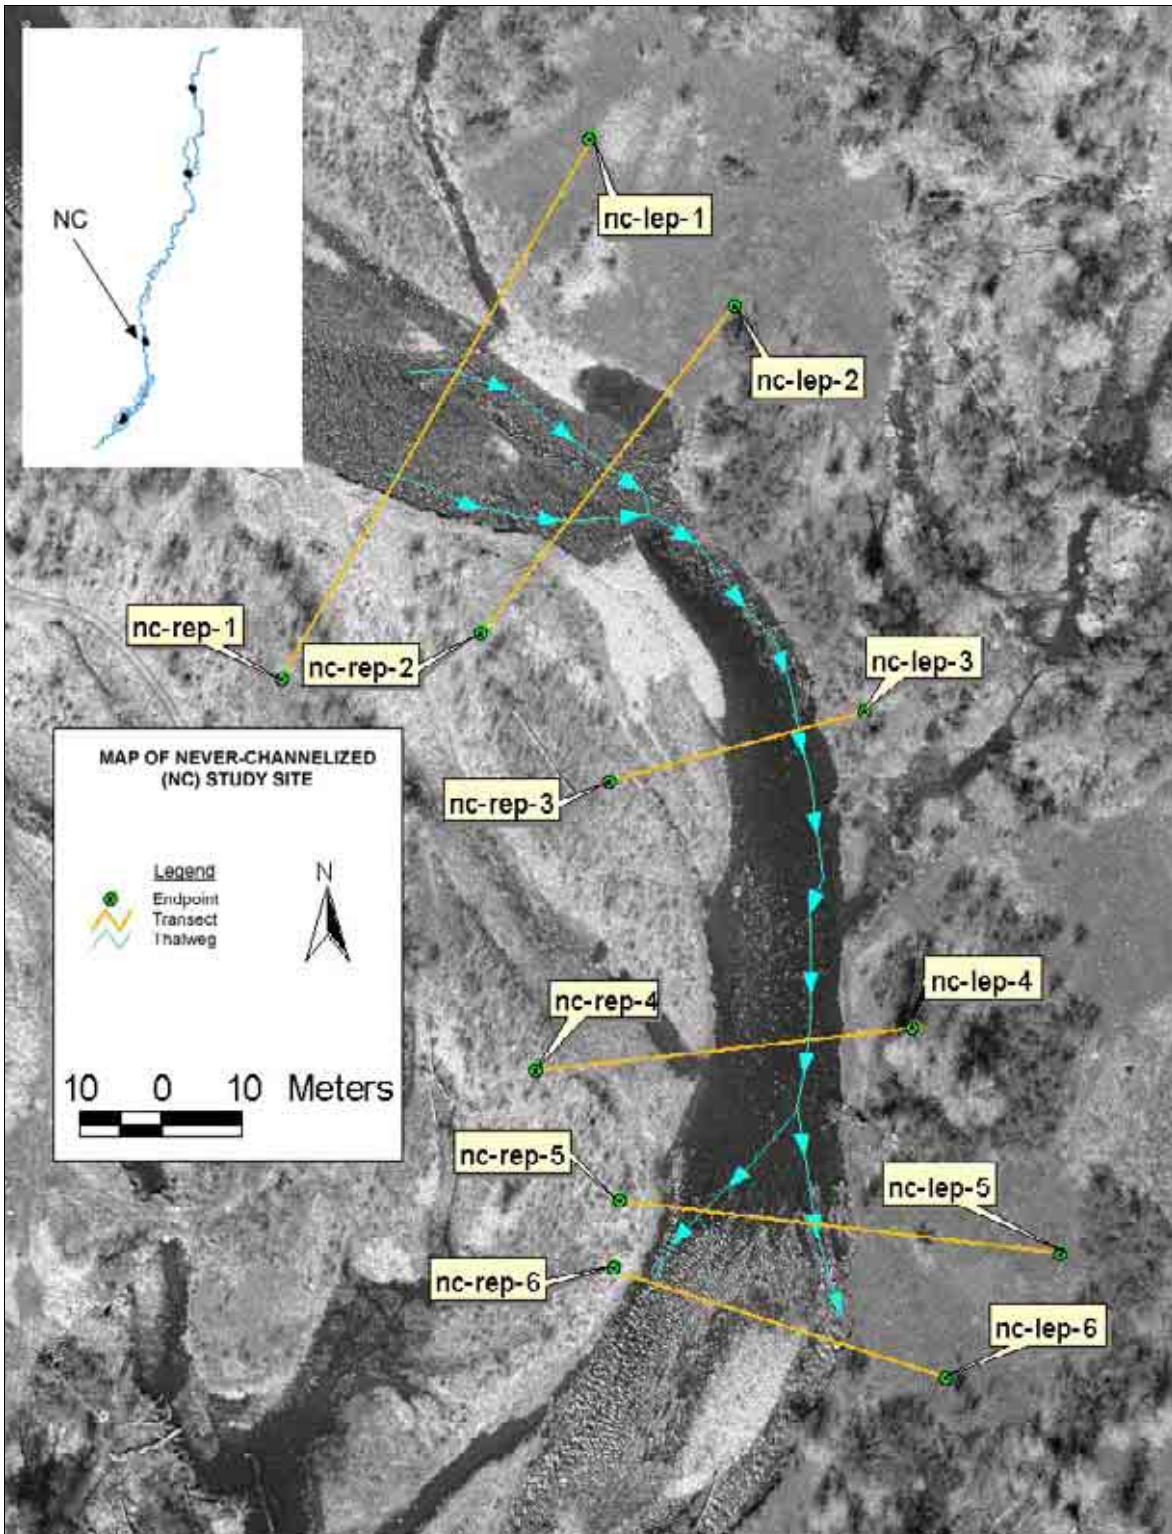 NC
nc-lep-1
nc-lep-2
nc-rep-1
nc-rep-2
nc-lep-3
nc-rep-3
MAP OF NEVER-CHANNELIZED
(NC) STUDY SITE
Legend
N
Endpoint
Transect
Thalweg
nc-rep-4
nc-lep-4
10 0 10 Meters
nc-rep-5
nc-lep-5
nc-rep-6
nc-lep-6